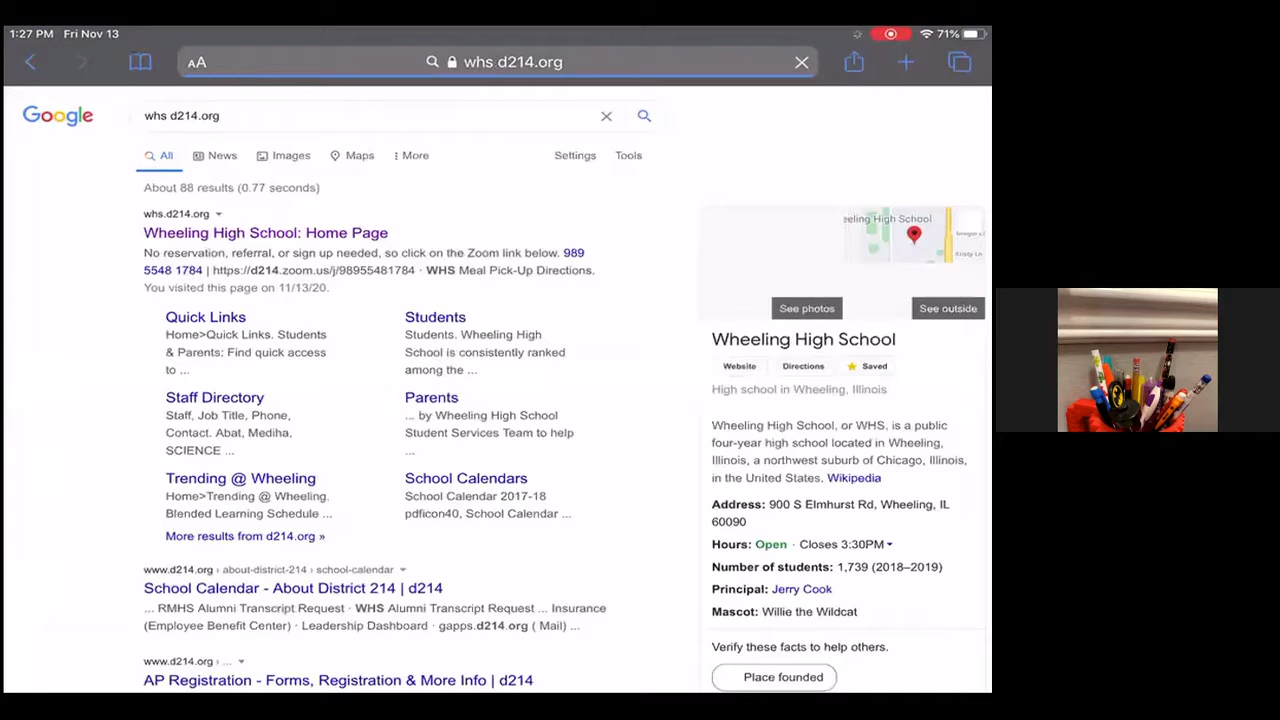 1:27 PM Fri Nov 13
71%
AA
whs d214.org
Google
whs d214.org
All News Images Maps More
Settings Tools
About 88 results (0.77 seconds)
whs.d214.org
Wheeling High School: Home Page
No reservation, referral, or sign up needed, so click on the Zoom link below. 989
5548 1784 | https://d214.zoom.us/j/98955481784 · WHS Meal Pick-Up Directions.
You visited this page on 11/13/20.
Quick Links
Home>Quick Links. Students
& Parents: Find quick access
to ...
Students
Students. Wheeling High
School is consistently ranked
among the ...
Staff Directory
Staff, Job Title, Phone,
Contact. Abat, Mediha,
SCIENCE ...
Parents
... by Wheeling High School
Student Services Team to help
...
Trending @ Wheeling
Home>Trending @ Wheeling.
Blended Learning Schedule ...
School Calendars
School Calendar 2017-18
pdficon40, School Calendar ...
More results from d214.org »
www.d214.org › about-district-214 › school-calendar
School Calendar - About District 214 | d214
... RMHS Alumni Transcript Request · WHS Alumni Transcript Request ... Insurance
(Employee Benefit Center) · Leadership Dashboard · gapps.d214.org ( Mail) ...
www.d214.org › ...
AP Registration - Forms, Registration & More Info | d214
eeling High School
See photos
See outside
Wheeling High School
Website Directions Saved
High school in Wheeling, Illinois
Wheeling High School, or WHS, is a public
four-year high school located in Wheeling,
Illinois, a northwest suburb of Chicago, Illinois,
in the United States. Wikipedia
Address: 900 S Elmhurst Rd, Wheeling, IL
60090
Hours: Open · Closes 3:30PM
Number of students: 1,739 (2018–2019)
Principal: Jerry Cook
Mascot: Willie the Wildcat
Verify these facts to help others.
Place founded